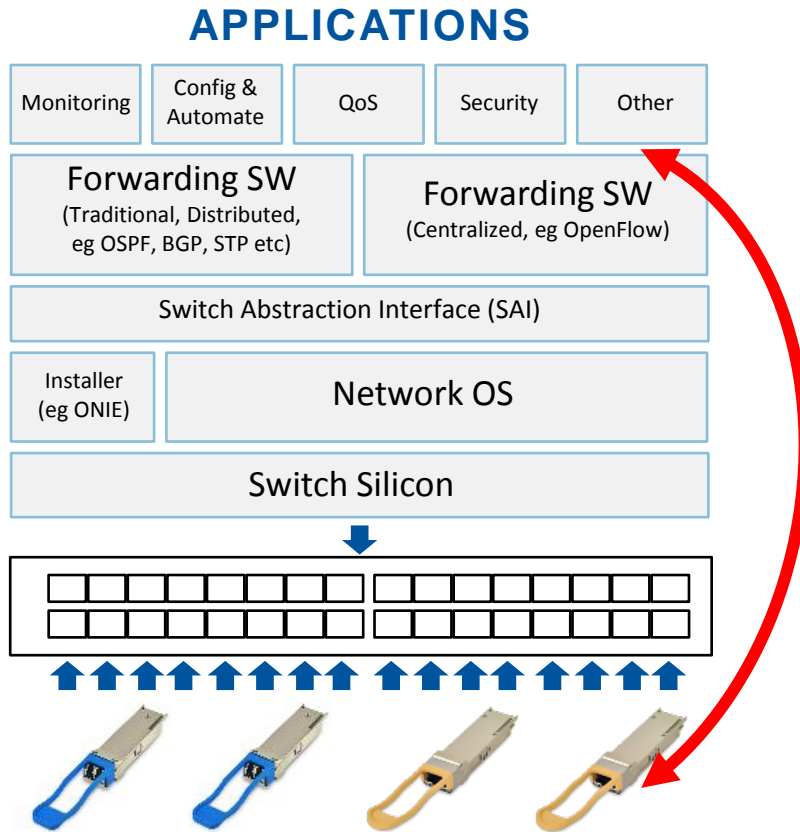 APPLICATIONS
Monitoring
Config &
Automate
QoS
Security
Other
Forwarding SW
(Traditional, Distributed,
eg OSPF, BGP, STP etc)
Forwarding SW
(Centralized, eg OpenFlow)
Switch Abstraction Interface (SAI)
Installer
(eg ONIE)
Network OS
Switch Silicon